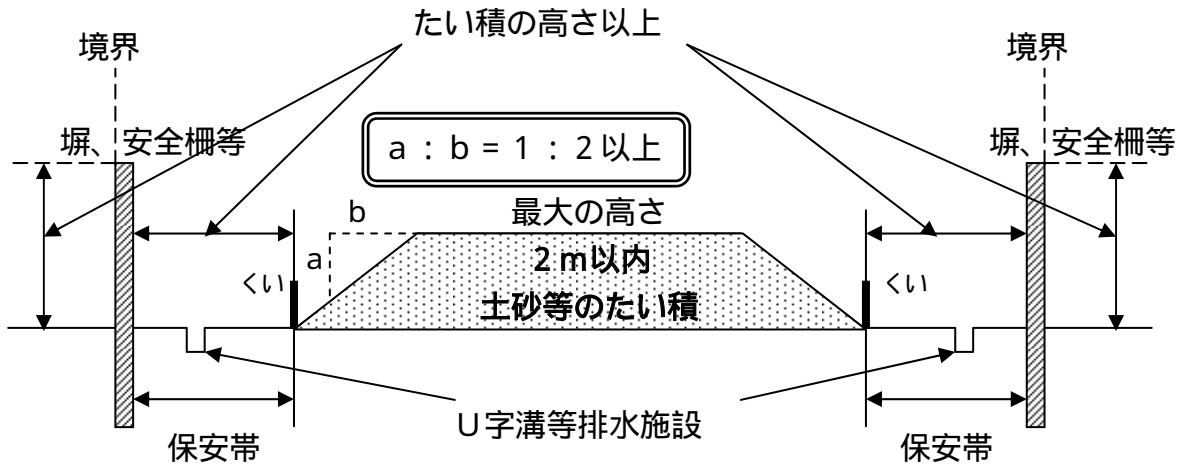 たい積の高さ以上
境界
境界
塀、安全柵等
塀、安全柵等
a : b = 1 : 2 以上
b
最大の高さ
a
2 m以内
くい
くい
土砂等のたい積
U字溝等排水施設
保安帯
保安帯